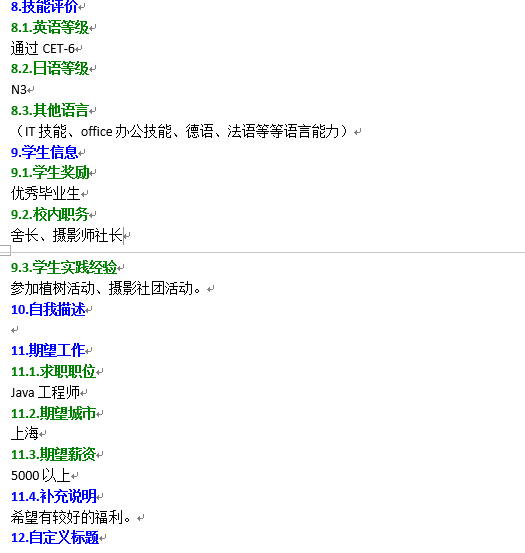 8.技能评价
8.1.英语等级
通过 CET-6
8.2.日语等级
N3
8.3.其他语言
（IT 技能、office 办公技能、德语、法语等等语言能力）
9.学生信息
9.1.学生奖励
优秀毕业生
9.2.校内职务
舍长、摄影师社长
9.3.学生实践经验
参加植树活动、摄影社团活动。
10.自我描述
11.期望工作
11.1.求职职位
Java 工程师
11.2.期望城市
上海
11.3.期望薪资
5000 以上
11.4.补充说明
希望有较好的福利。
12.自定义标题